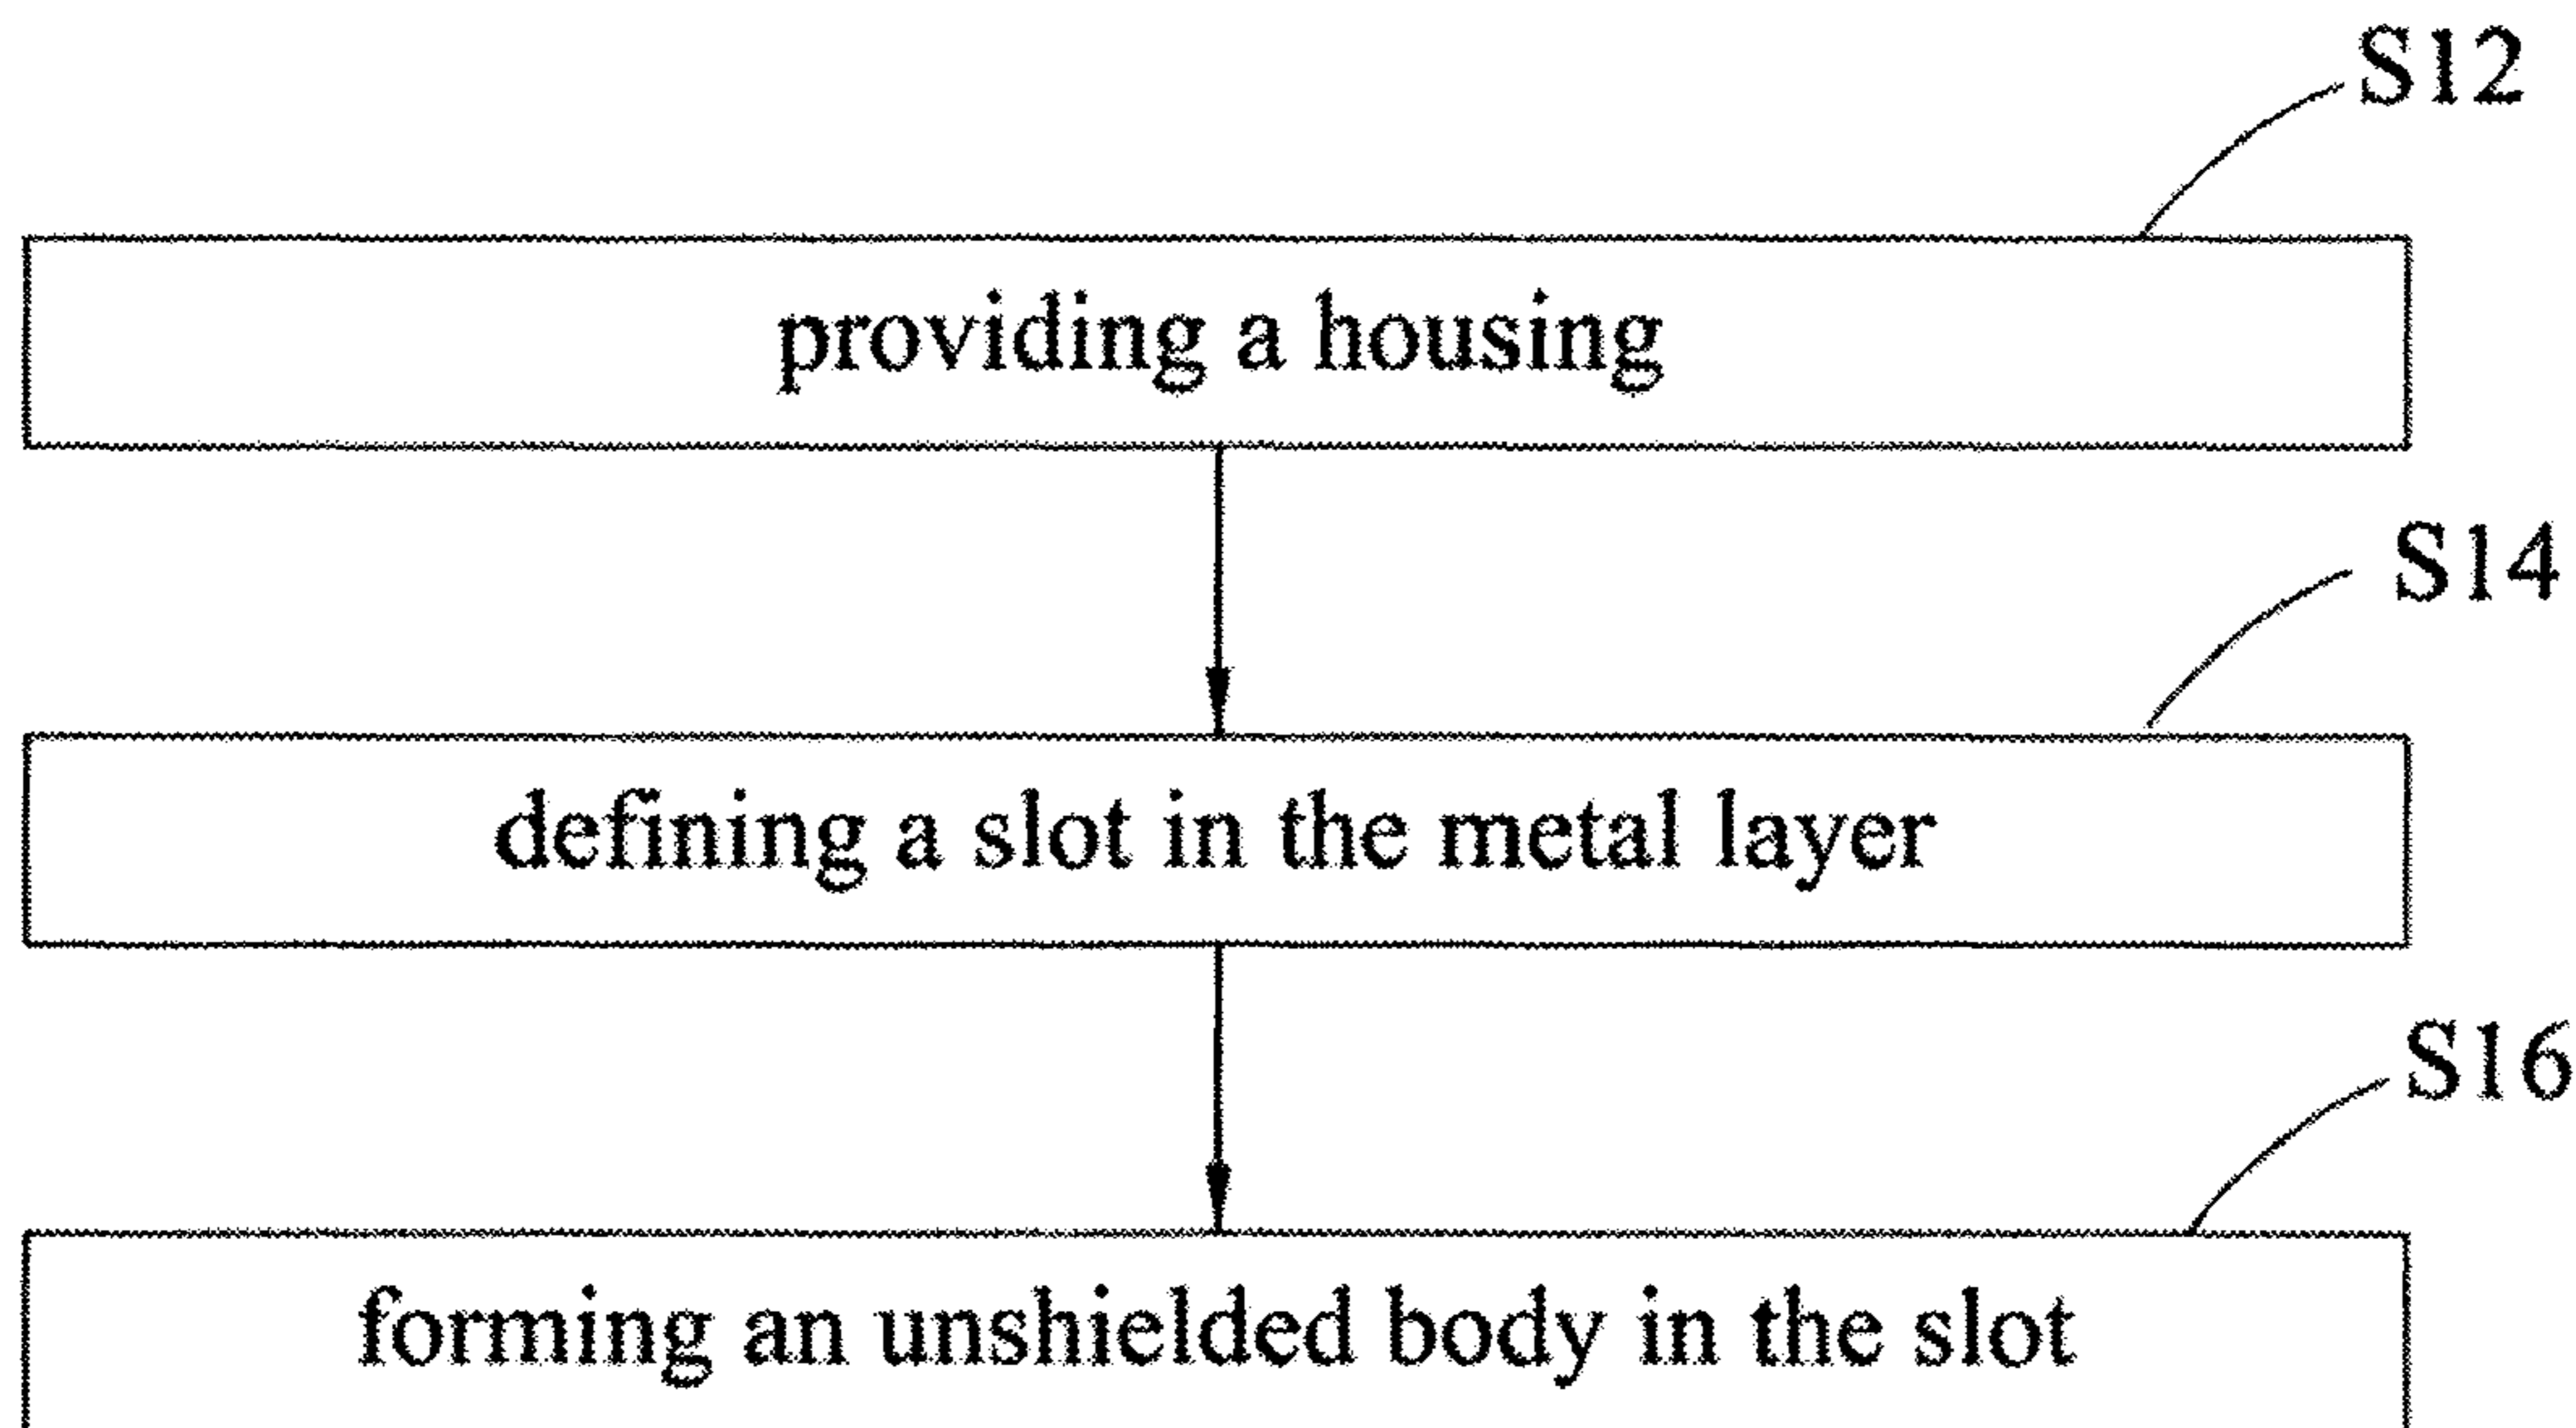 S12
providing a housing
S14
defining a slot in the metal layer
S16
forming an unshielded body in the slot